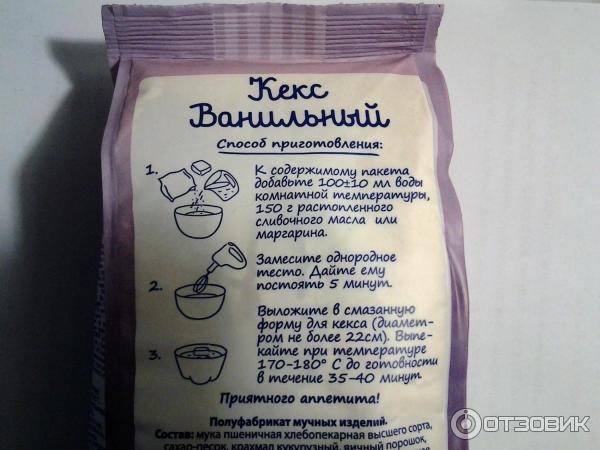 Кекс
Ванильный
Способ приготовления:
1.
К содержимому пакета
добавьте 100±10 мл воды
комнатной температуры,
150 г растопленного
сливочного масла или
маргарина.
2.
Замесите однородное
тесто. Дайте ему
постоять 5 минут.
3.
Выложите в смазанную
форму для кекса (диамет-
ром не более 22см). Выпе-
кайте при температуре
170-180° С до готовности
в течение 35-40 минут
Приятного аппетита!
Полуфабрикат мучных изделий.
Состав: мука пшеничная хлебопекарная высшего сорта,
сахар-песок, крахмал кукурузный, яичный порошок,
ОТЗОВИК